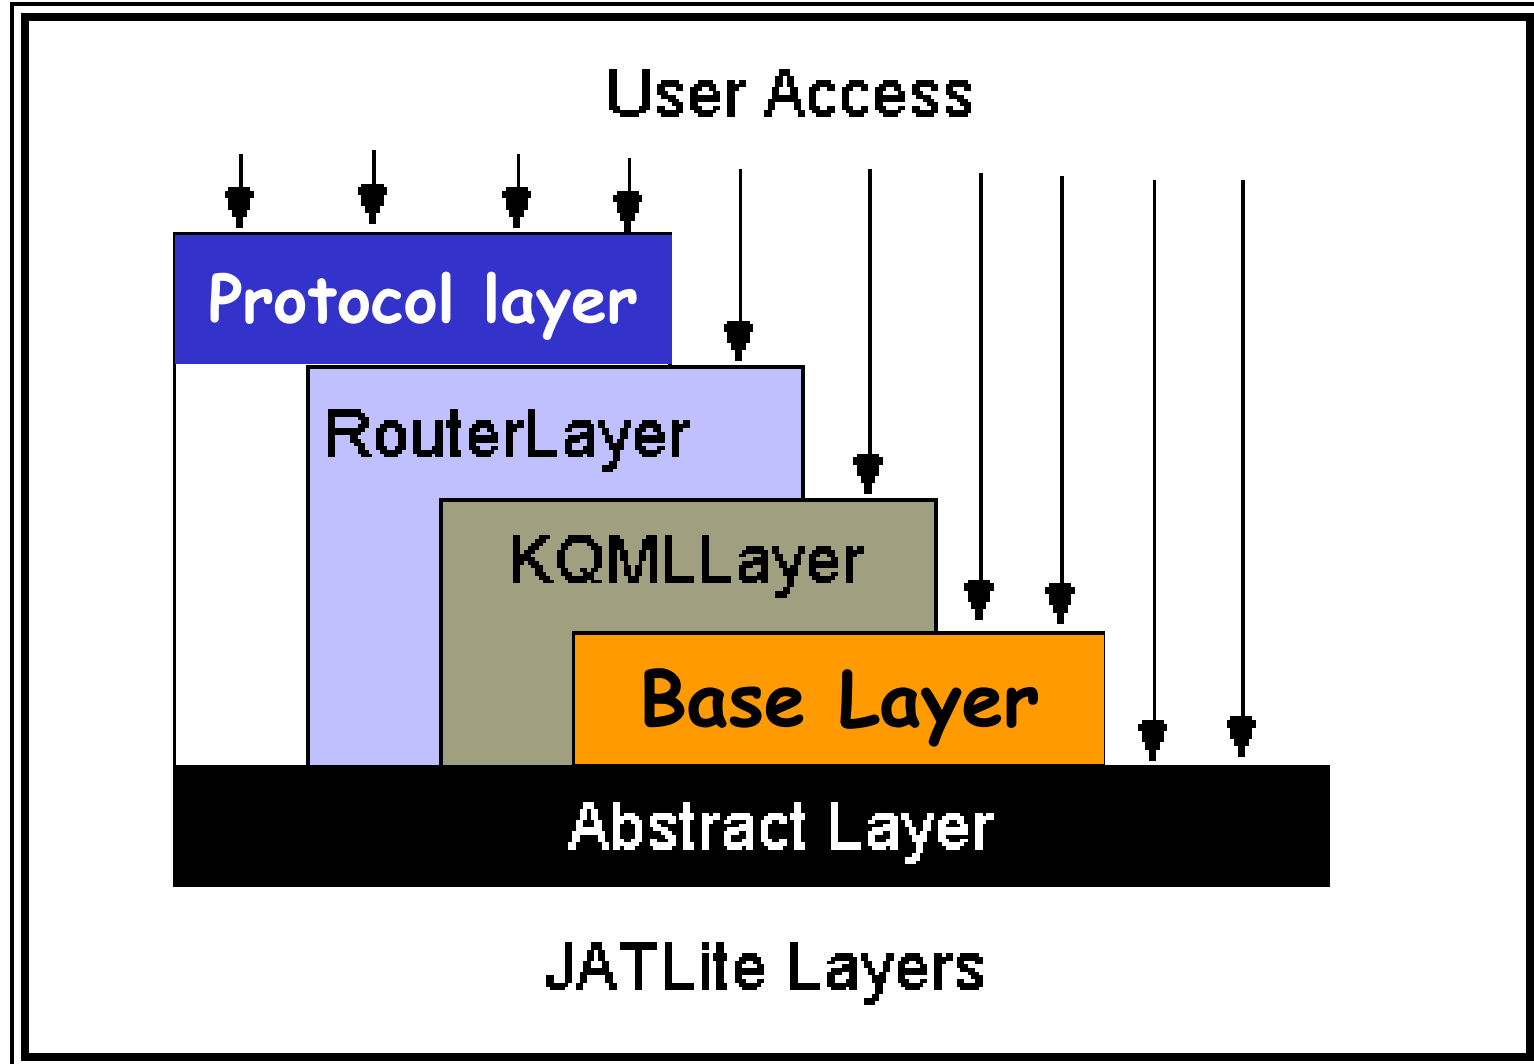 User Access
Protocol layer
RouterLayer
KQMLLayer
Base Layer
Abstract Layer
JATLite Layers